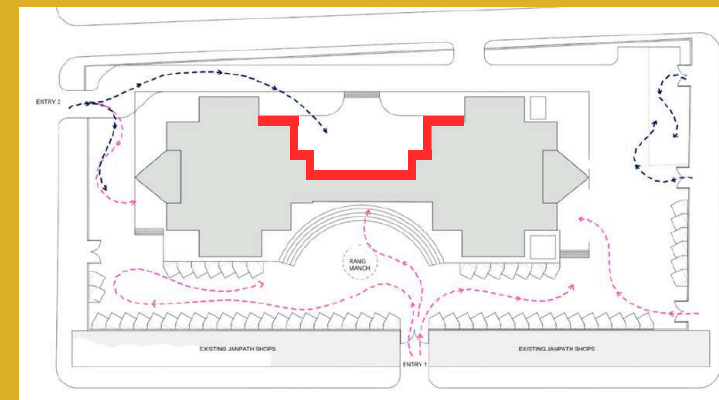 ENTRY 2
RANG
MANCH
EXISTING JANPATH SHOPS
EXISTING JANPATH SHOPS
ENTRY 1